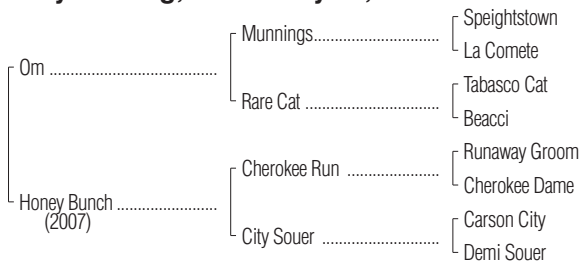 Om
Munnings
Speightstown
La Comete
Rare Cat
Tabasco Cat
Beacci
Honey Bunch
(2007)
Cherokee Run
Runaway Groom
Cherokee Dame
City Souer
Carson City
Demi Souer